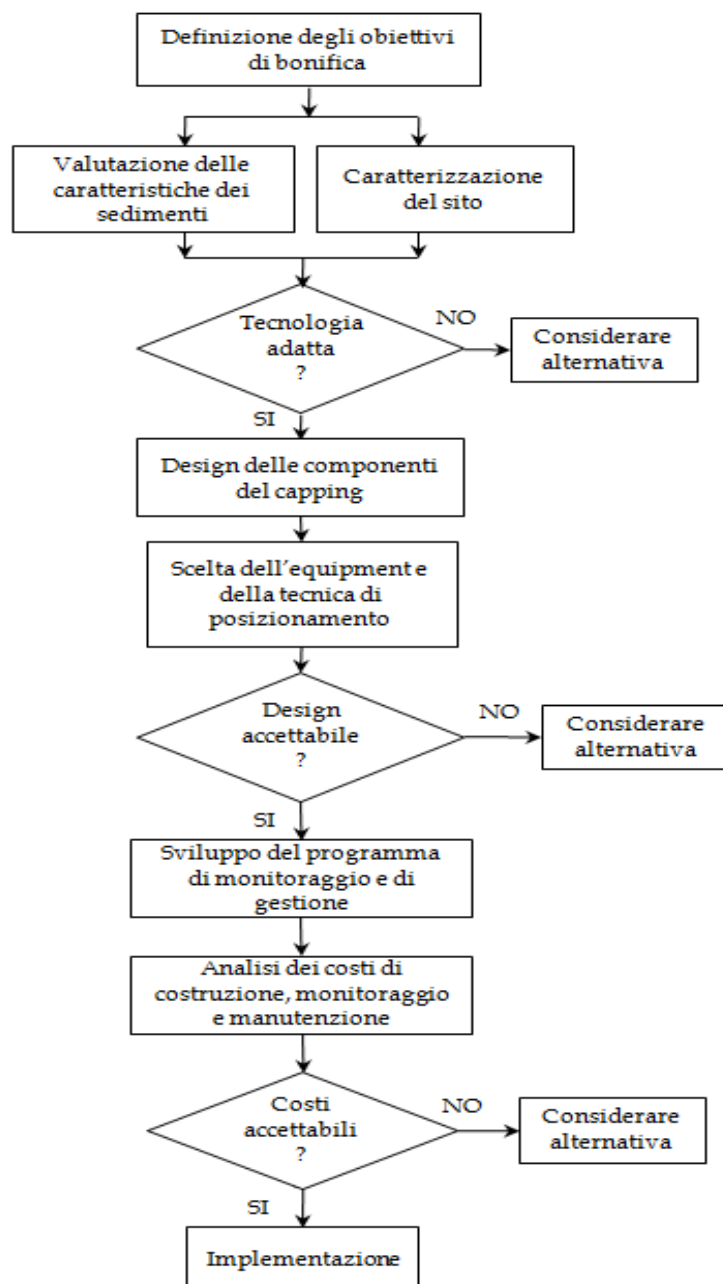 Definizione degli obiettivi
di bonifica
Valutazione delle
caratteristiche dei
sedimenti
Caratterizzazione
del sito
Tecnologia
adatta
?
NO
Considerare
alternativa
SI
Design delle componenti
del capping
Scelta dell'equipment e
della tecnica di
posizionamento
Design
accettabile
?
NO
Considerare
alternativa
SI
Sviluppo del programma
di monitoraggio e di
gestione
Analisi dei costi di
costruzione, monitoraggio
e manutenzione
Costi
accettabili
?
NO
Considerare
alternativa
SI
Implementazione